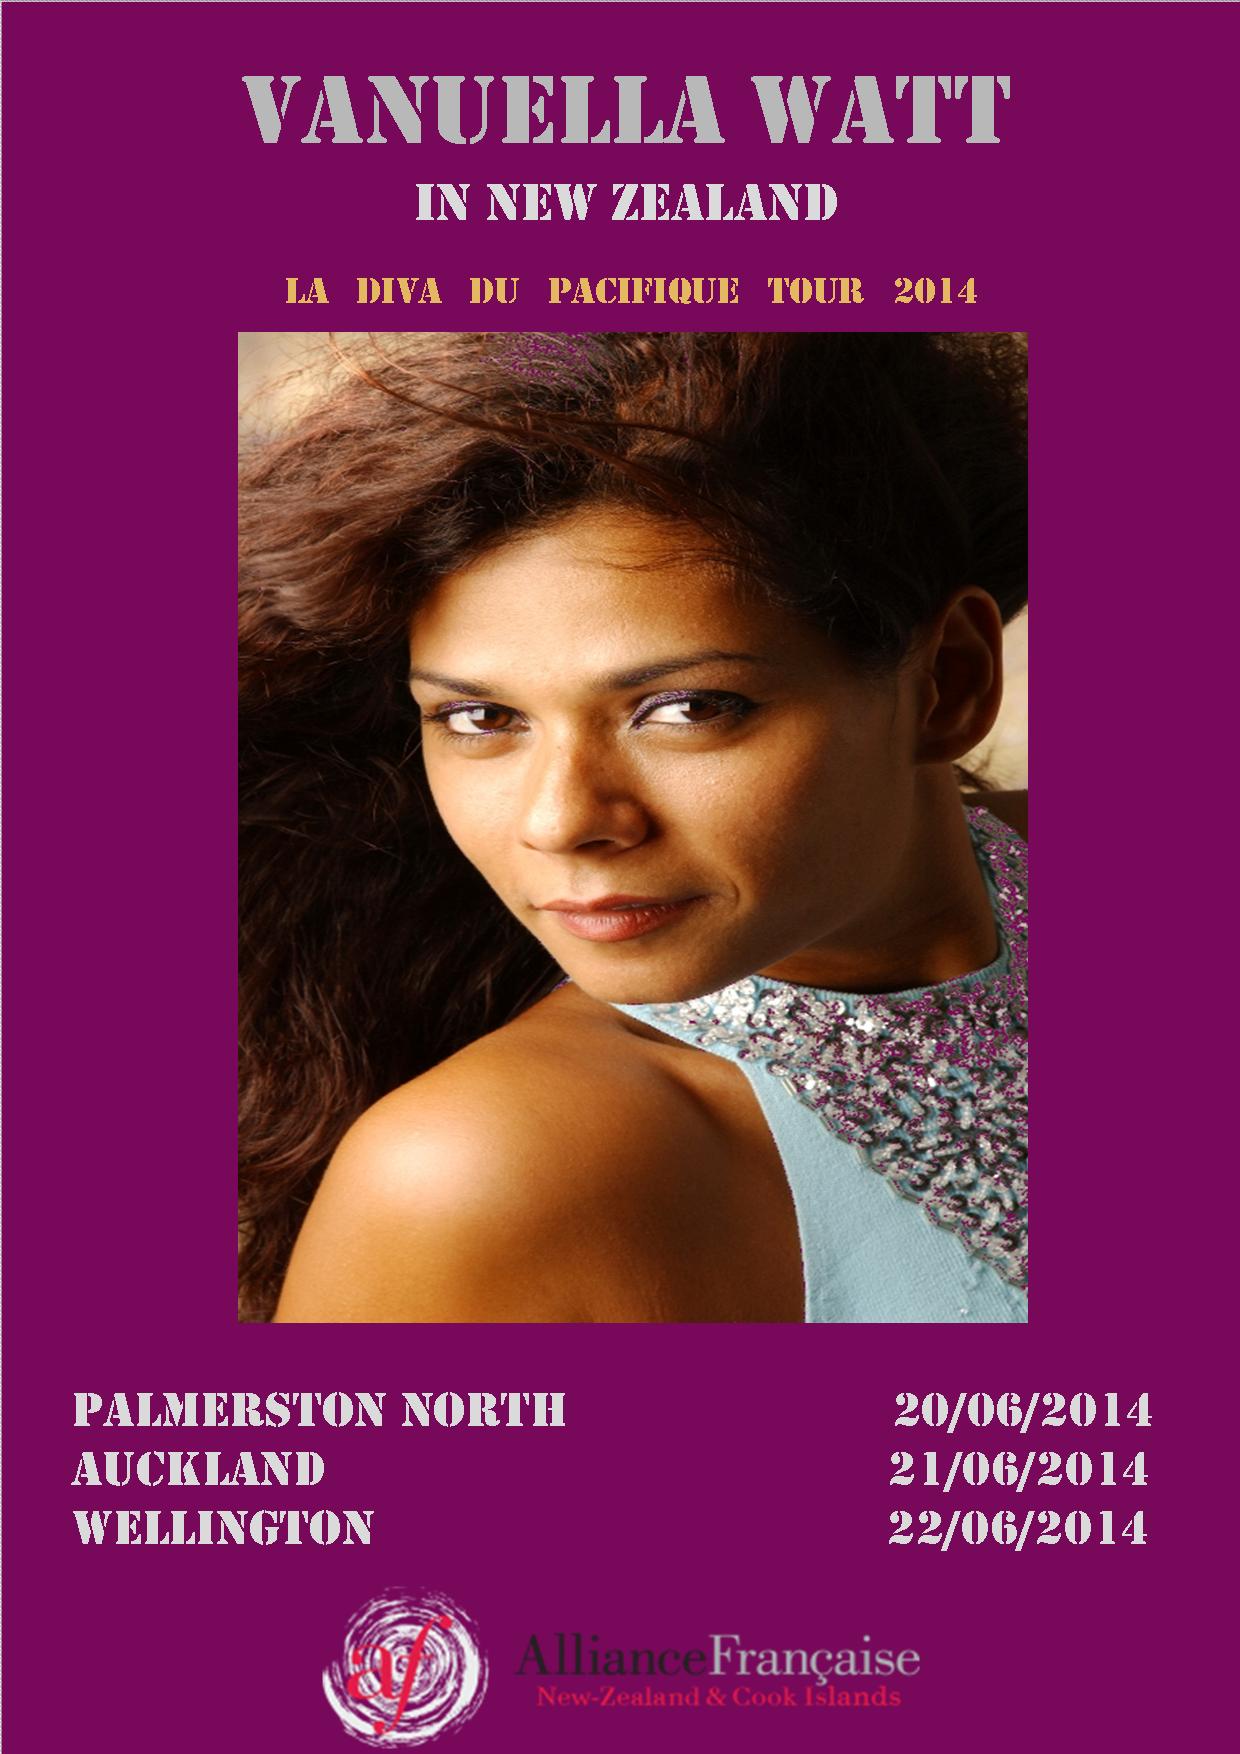 VANUELLA WATT
IN NEW ZEALAND
LA DIVA DU PACIFIQUE TOUR 2014
PALMERSTON NORTH 20/06/2014
AUCKLAND 21/06/2014
WELLINGTON 22/06/2014
af
AllianceFrançaise
New-Zealand & Cook Islands